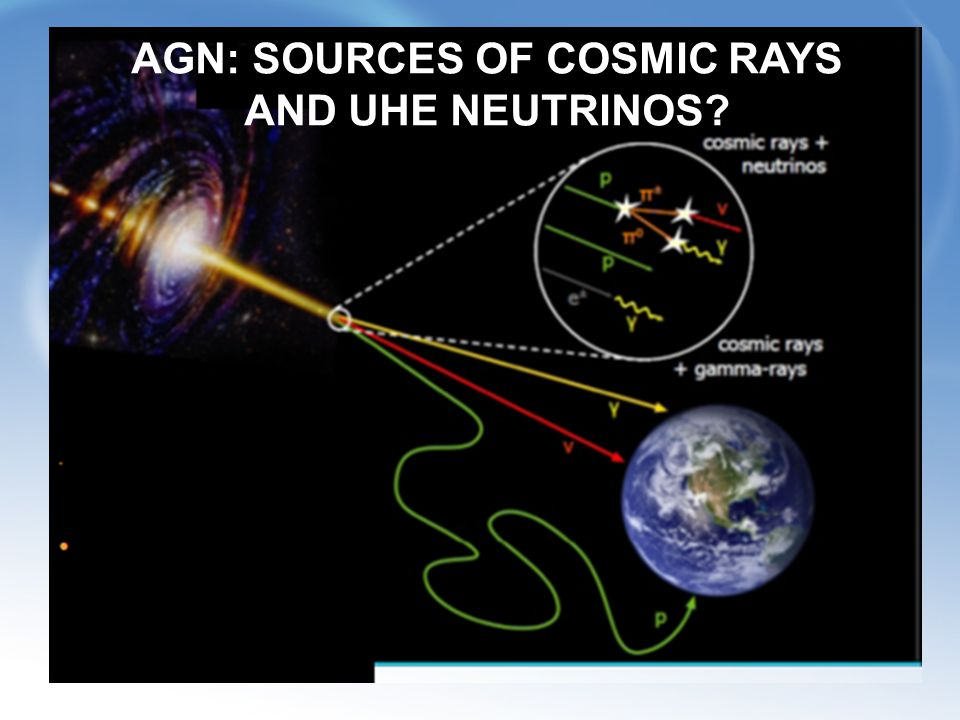 AGN: SOURCES OF COSMIC RAYS
AND UHE NEUTRINOS?
cosmic rays +
neutrinos
p
π±
ν
π⁰
γ
p
e±
γ
cosmic rays
+ gamma-rays
γ
ν
p